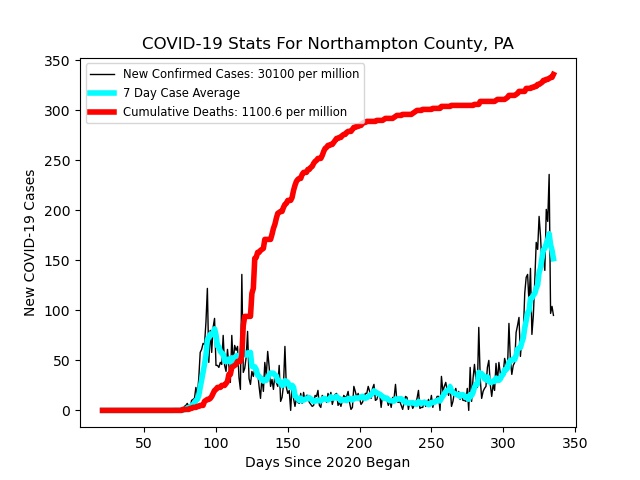 COVID-19 Stats For Northampton County, PA
New Confirmed Cases: 30100 per million
7 Day Case Average
Cumulative Deaths: 1100.6 per million
New COVID-19 Cases
350
300
250
200
150
100
50
0
50
100
150
200
250
300
350
Days Since 2020 Began